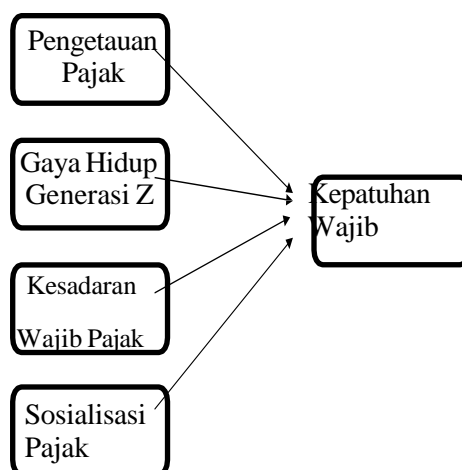 Pengetauan
Pajak
Gaya Hidup
Generasi Z
Kepatuhan
Wajib
Kesadaran
Wajib Pajak
Sosialisasi
Pajak